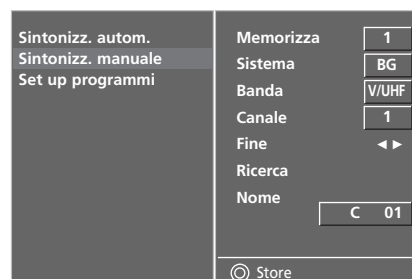 Sintonizz. autom.
Sintonizz. manuale
Set up programmi
Memorizza 1
Sistema BG
Banda V/UHF
Canale 1
Fine ◄ ►
Ricerca
Nome
C 01
Store